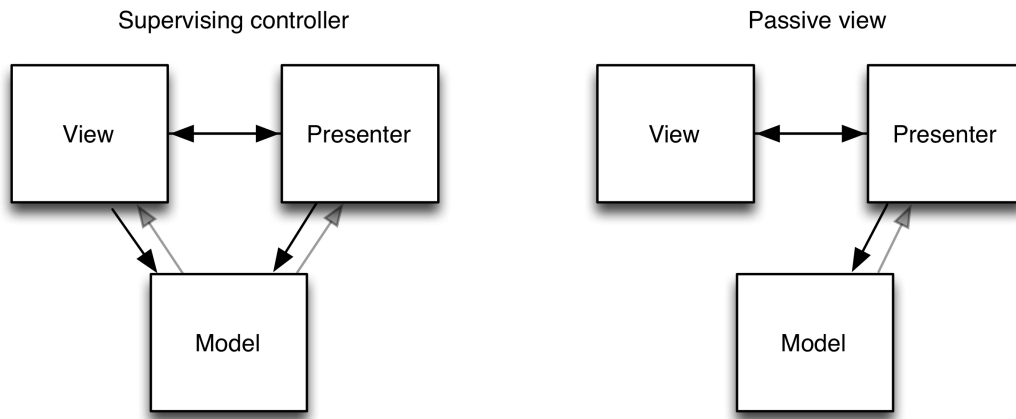 Supervising controller
View
Presenter
Model
Passive view
View
Presenter
Model